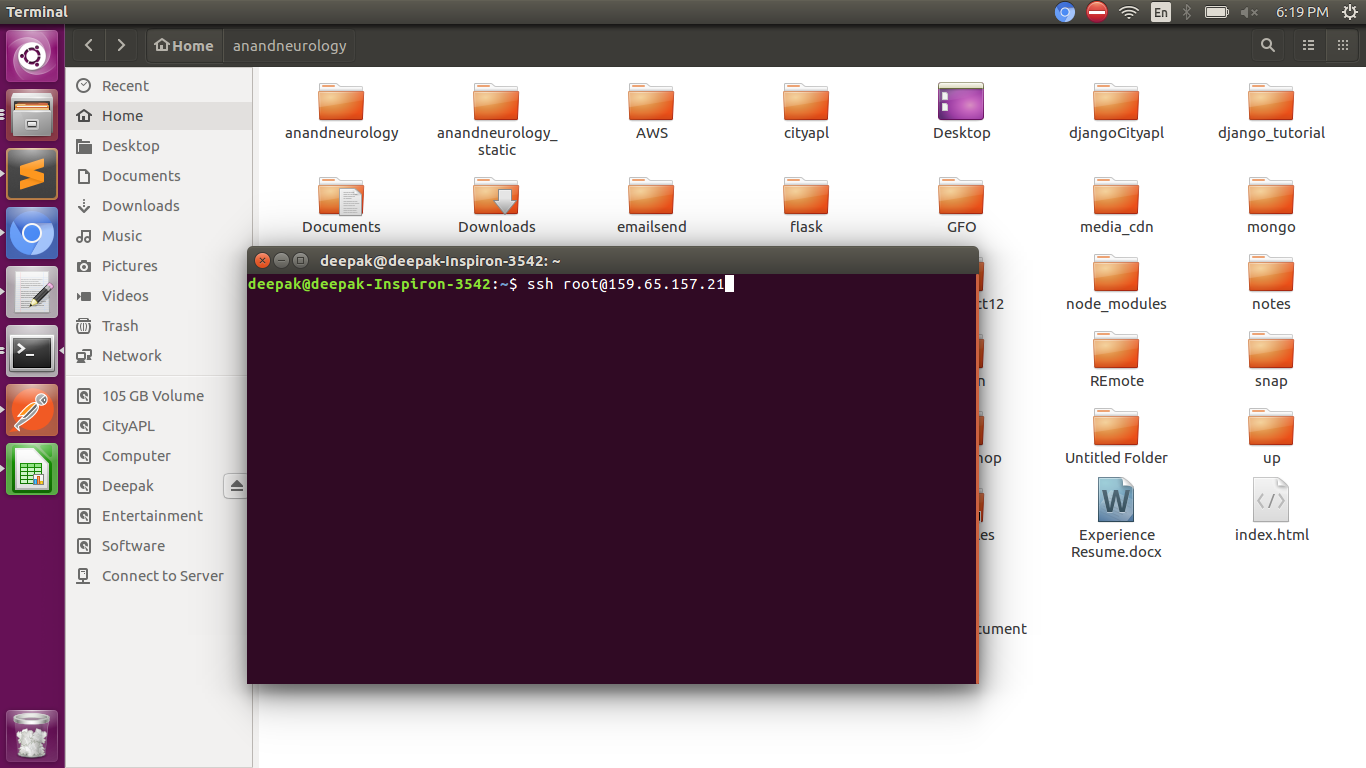 Terminal
En
6:19 PM
Home
anandneurology
Recent
Home
Desktop
Documents
Downloads
Music
Pictures
Videos
Trash
Network
105 GB Volume
CityAPL
Computer
Deepak
Entertainment
Software
Connect to Server
anandneurology
anandneurology_
static
AWS
cityapl
Desktop
djangoCityapl
django_tutorial
Documents
Downloads
emailsend
flask
GFO
media_cdn
mongo
ct12
node_modules
notes
n
REmote
snap
hop
Untitled Folder
up
W
es
Experience
Resume.docx
</>
index.html
cument
deepak@deepak-Inspiron-3542: ~
deepak@deepak-Inspiron-3542:~$ ssh root@159.65.157.21